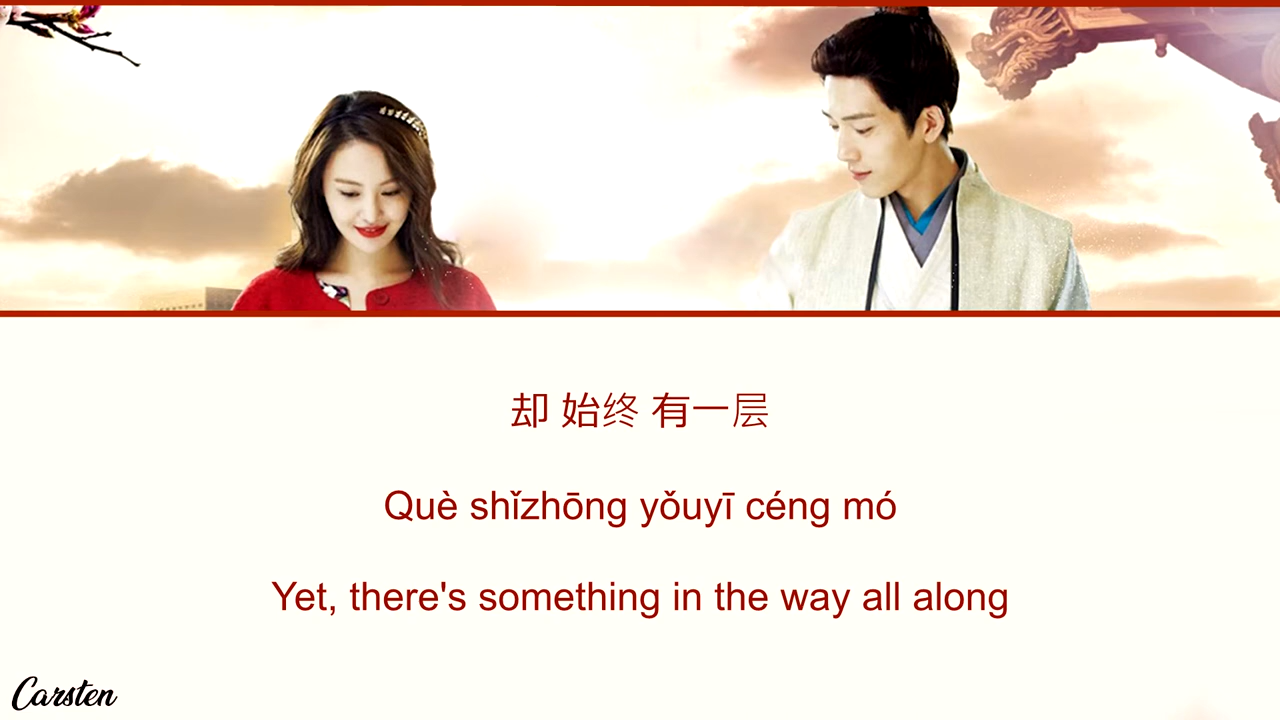 却 始终 有一层
Què shǐzhōng yǒuyī céng mó
Yet, there's something in the way all along
Carsten